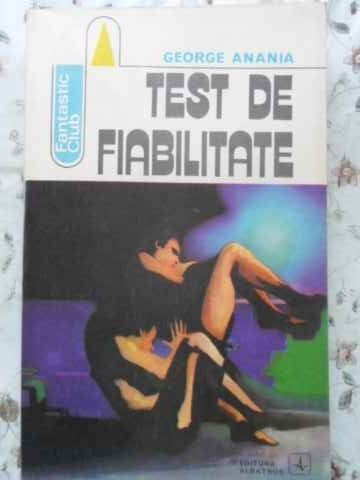 GEORGE ANANIA
TEST DE
FIABILITATE
Fantastic
Club
EDITURA
ALBATROS